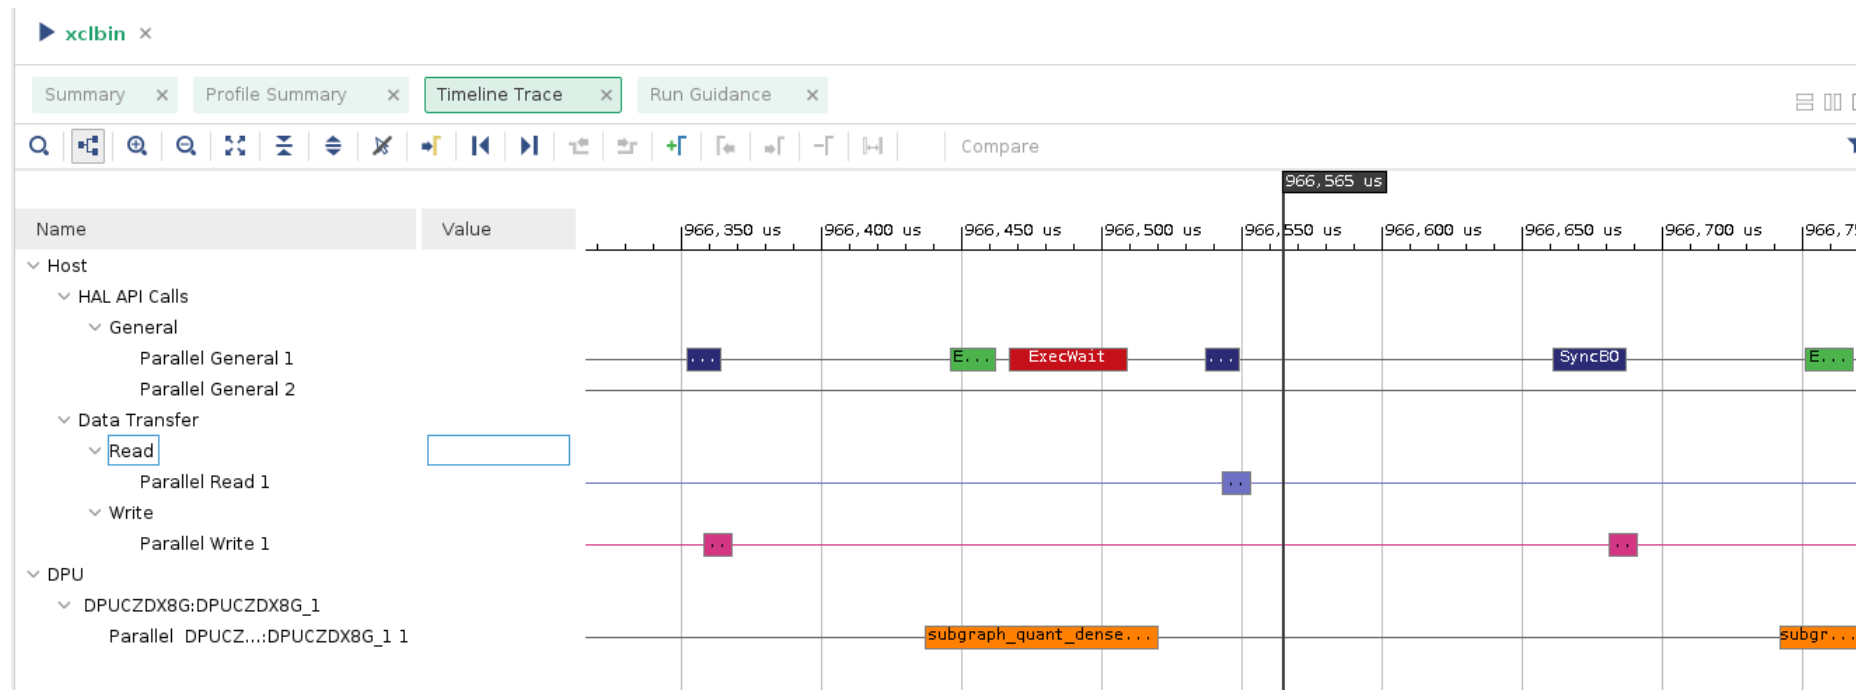 xclbin
Summary Profile Summary Timeline Trace Run Guidance
Compare
966,565 us
Name Value
966,350 us 966,400 us 966,450 us 966,500 us 966,550 us 966,600 us 966,650 us 966,700 us
Host
HAL API Calls
General
Parallel General 1 ... E... ExecWait ... SyncBO E...
Parallel General 2
Data Transfer
Read
Parallel Read 1 ..
Write
Parallel Write 1 .. ..
DPU
DPUCZDX8G:DPUCZDX8G_1
Parallel DPUCZ...:DPUCZDX8G_1 1 subgraph_quant_dense... subgr...